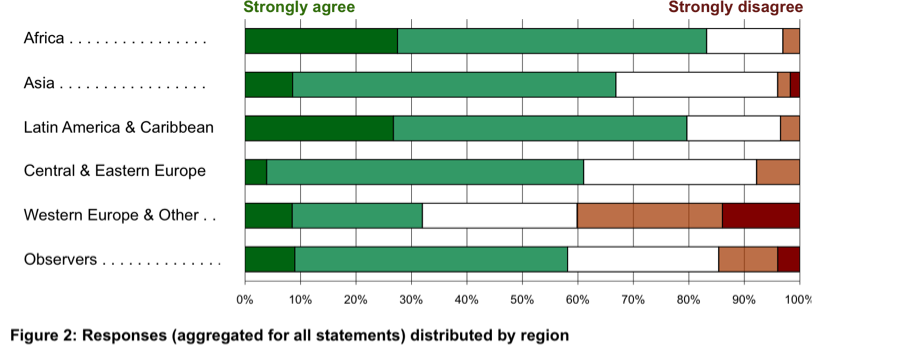 Strongly agree Strongly disagree
Africa . . . . . . . . . . . . . . . .
Asia . . . . . . . . . . . . . . . . .
Latin America & Caribbean
Central & Eastern Europe
Western Europe & Other . .
Observers . . . . . . . . . . . . . .
0% 10% 20% 30% 40% 50% 60% 70% 80% 90% 100%
Figure 2: Responses (aggregated for all statements) distributed by region